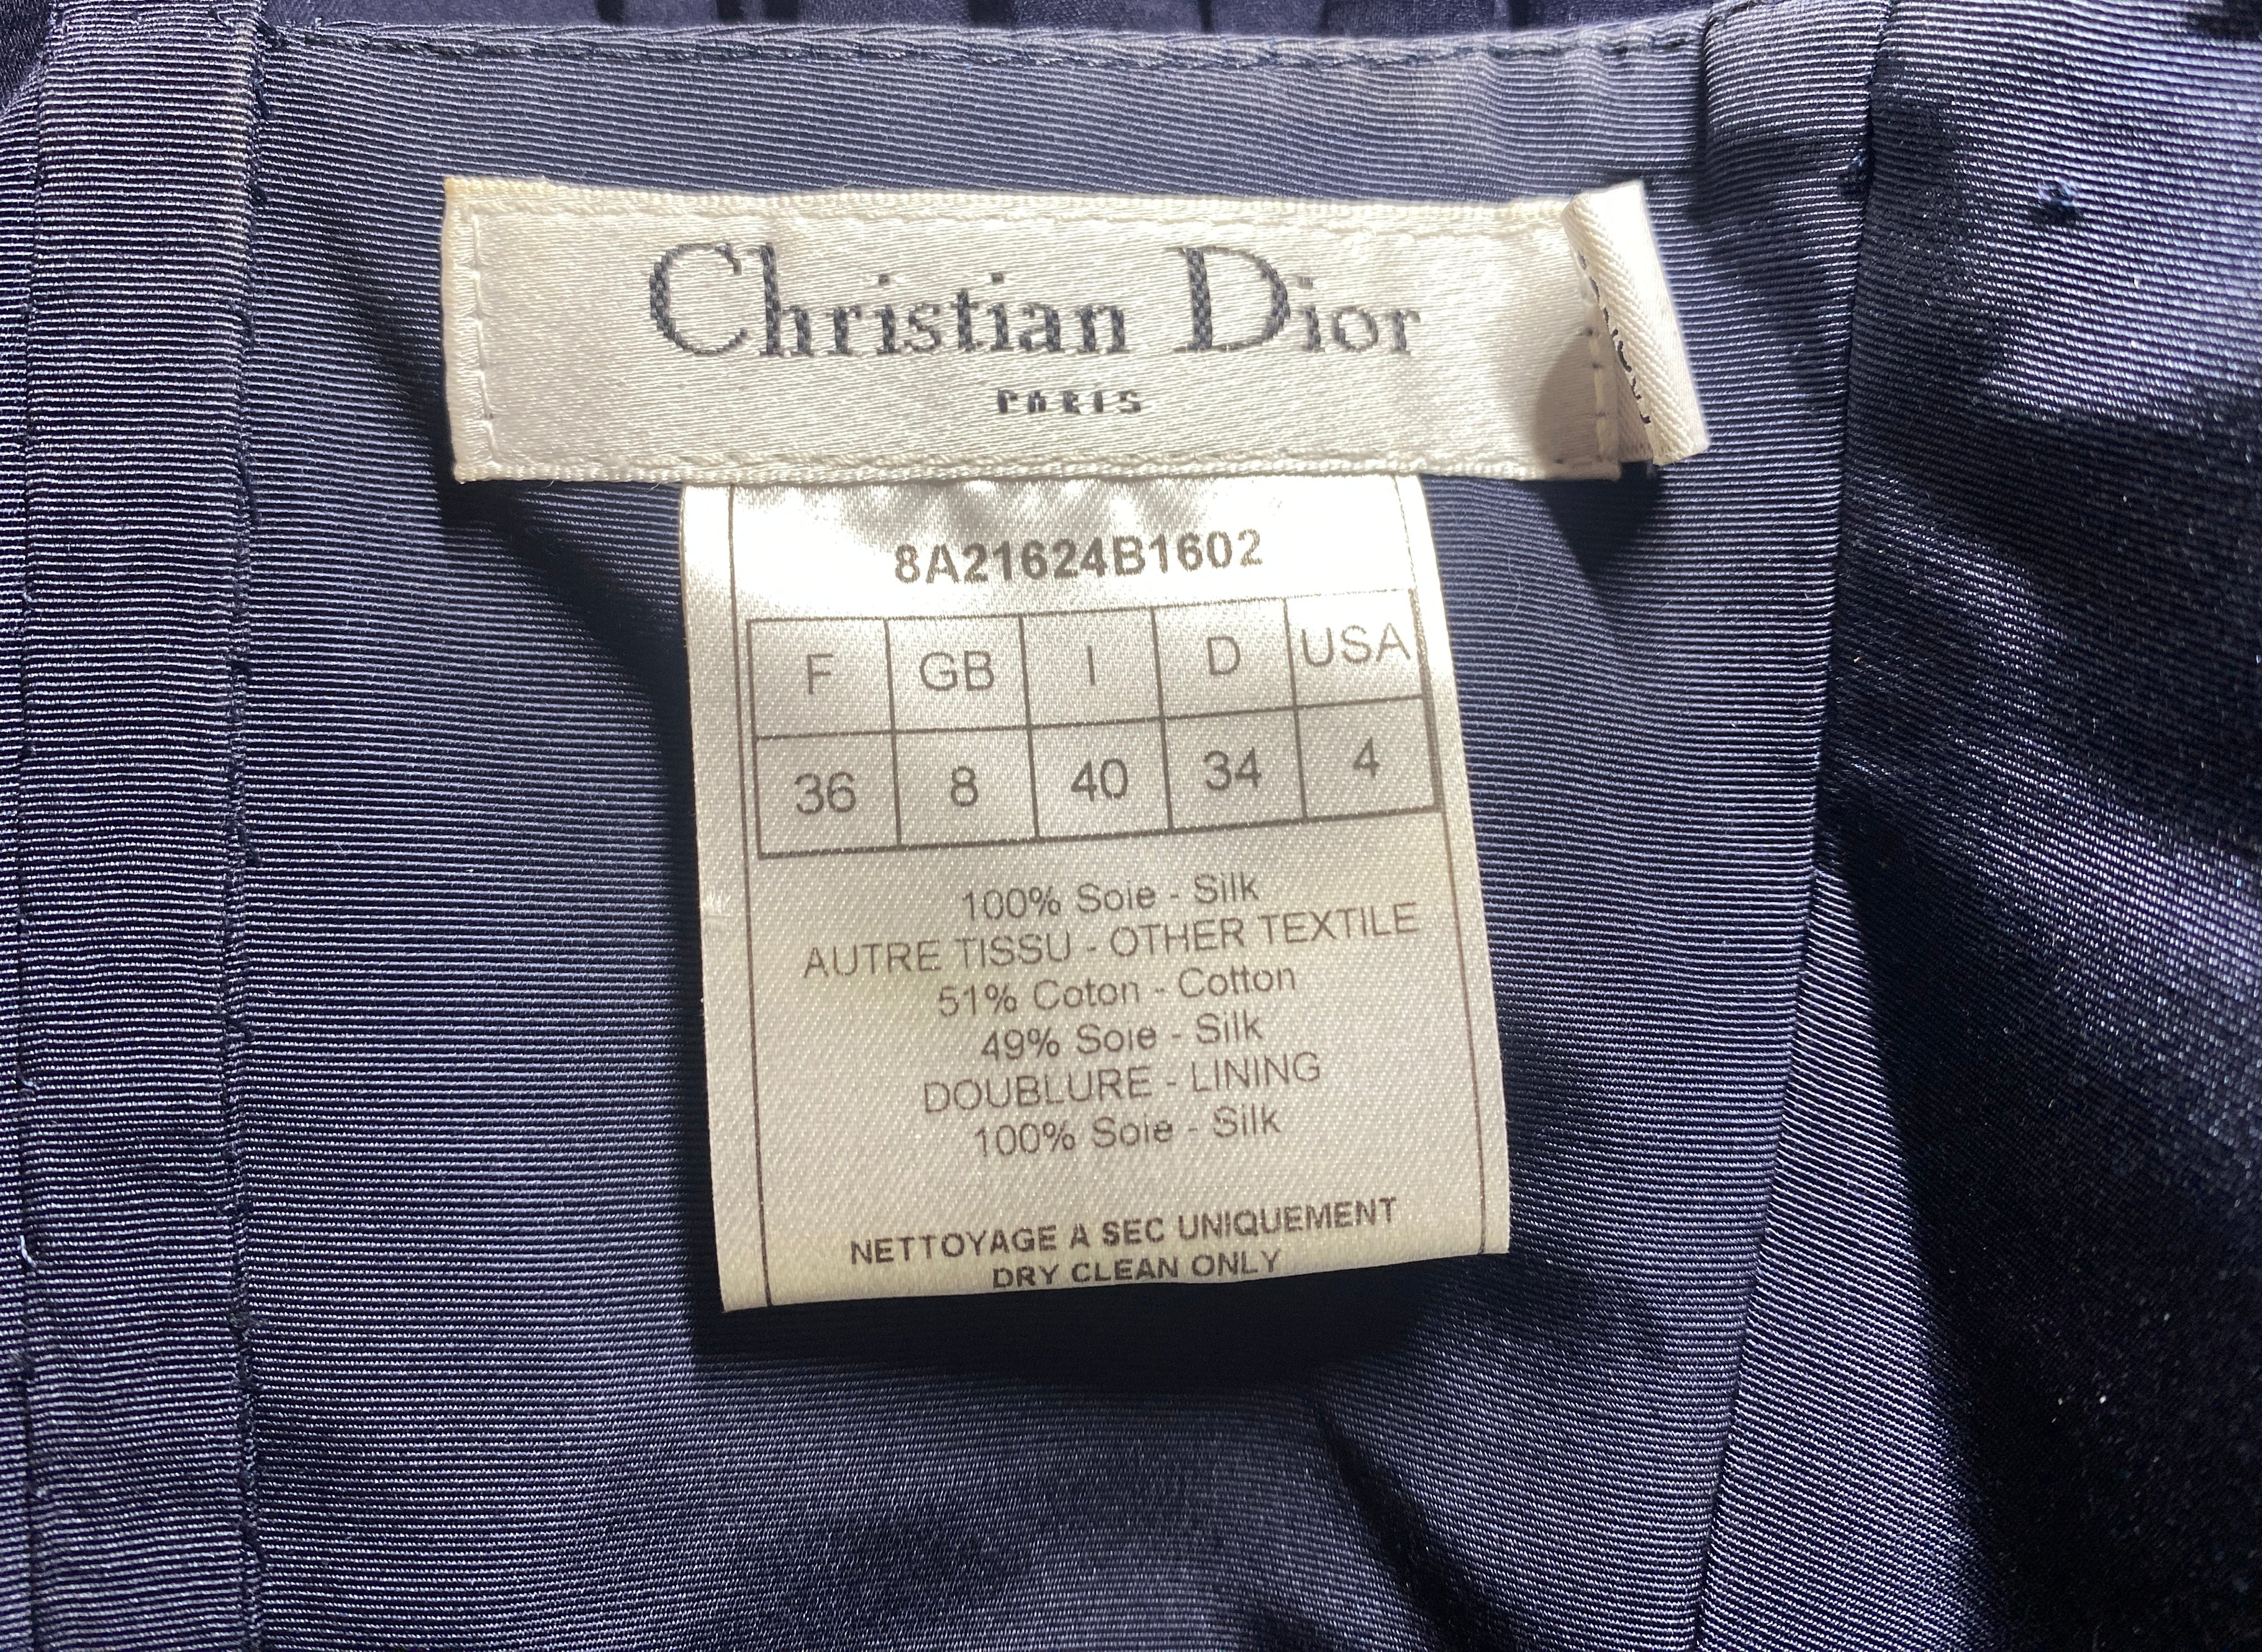 Christian Dior
PARIS
8A21624B1602
F GB I D USA
36 8 40 34 4
100% Soie - Silk
AUTRE TISSU - OTHER TEXTILE
51% Coton - Cotton
49% Soie - Silk
DOUBLURE - LINING
100% Soie - Silk
NETTOYAGE A SEC UNIQUEMENT
DRY CLEAN ONLY